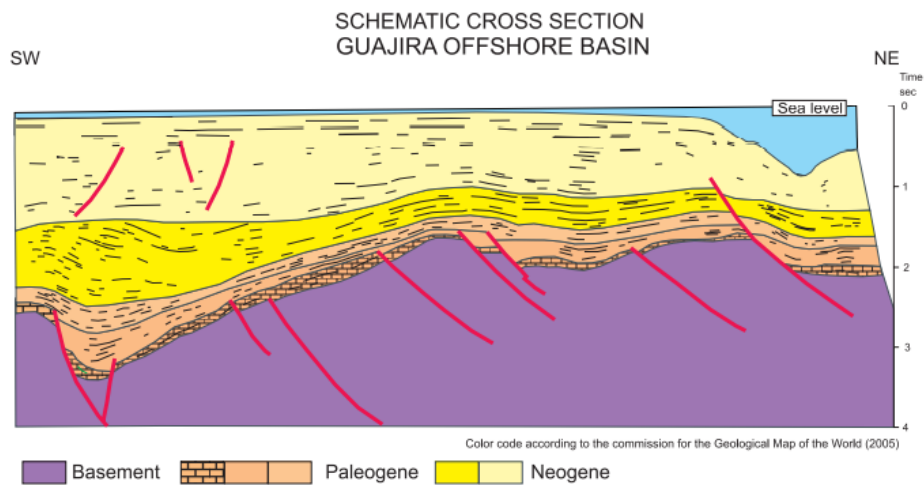 SCHEMATIC CROSS SECTION
GUAJIRA OFFSHORE BASIN
SW
NE
Time
sec
Sea level
0
1
2
3
4
Color code according to the commission for the Geological Map of the World (2005)
Basement
Paleogene
Neogene